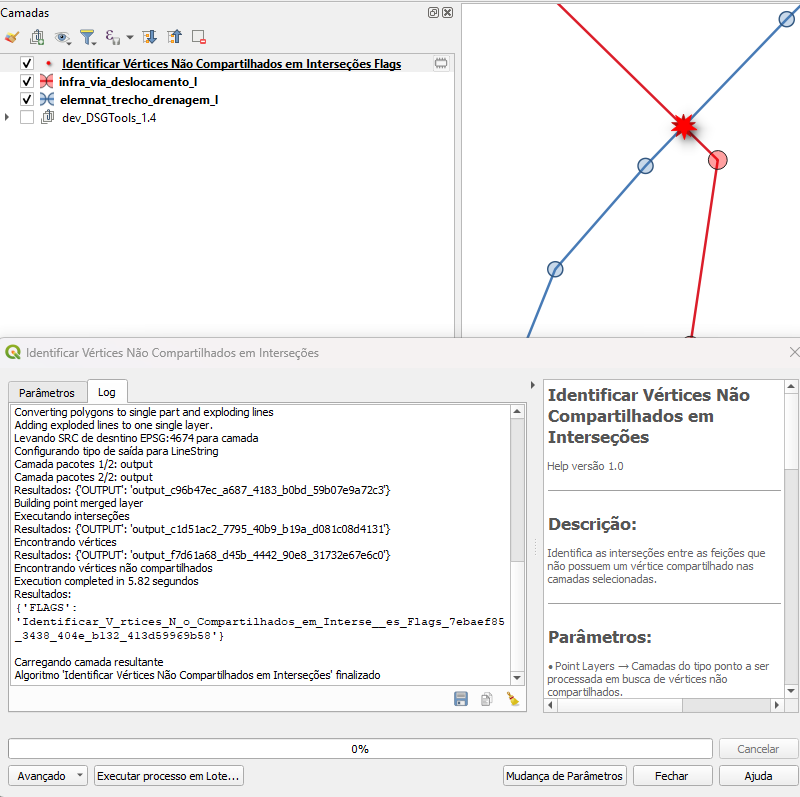 Camadas
Identificar Vértices Não Compartilhados em Interseções Flags
infra_via_deslocamento_l
elemnat_trecho_drenagem_l
dev_DSGTools_1.4
Identificar Vértices Não Compartilhados em Interseções
Parâmetros
Log
Converting polygons to single part and exploding lines
Adding exploded lines to one single layer.
Levando SRC de desntino EPSG:4674 para camada
Configurando tipo de saída para LineString
Camada pacotes 1/2: output
Camada pacotes 2/2: output
Resultados: {'OUTPUT': 'output_c96b47ec_a687_4183_b0bd_59b07e9a72c3'}
Building point merged layer
Executando interseções
Resultados: {'OUTPUT': 'output_c1d51ac2_7795_40b9_b19a_d081c08d4131'}
Encontrando vértices
Resultados: {'OUTPUT': 'output_f7d61a68_d45b_4442_90e8_31732e67e6c0'}
Encontrando vértices não compartilhados
Execution completed in 5.82 segundos
Resultados:
{'FLAGS':
'Identificar_V_rtices_N_o_Compartilhados_em_Interse__es_Flags_7ebaef85
_3438_404e_b132_413d59969b58'}
Carregando camada resultante
Algoritmo 'Identificar Vértices Não Compartilhados em Interseções' finalizado
Identificar Vértices Não
Compartilhados em
Interseções
Help versão 1.0
Descrição:
Identifica as interseções entre as feições que
não possuem um vértice compartilhado nas
camadas selecionadas.
Parâmetros:
• Point Layers → Camadas do tipo ponto a ser
processada em busca de vértices não
compartilhados.
0%
Cancelar
Avançado
Executar processo em Lote...
Mudança de Parâmetros
Fechar
Ajuda